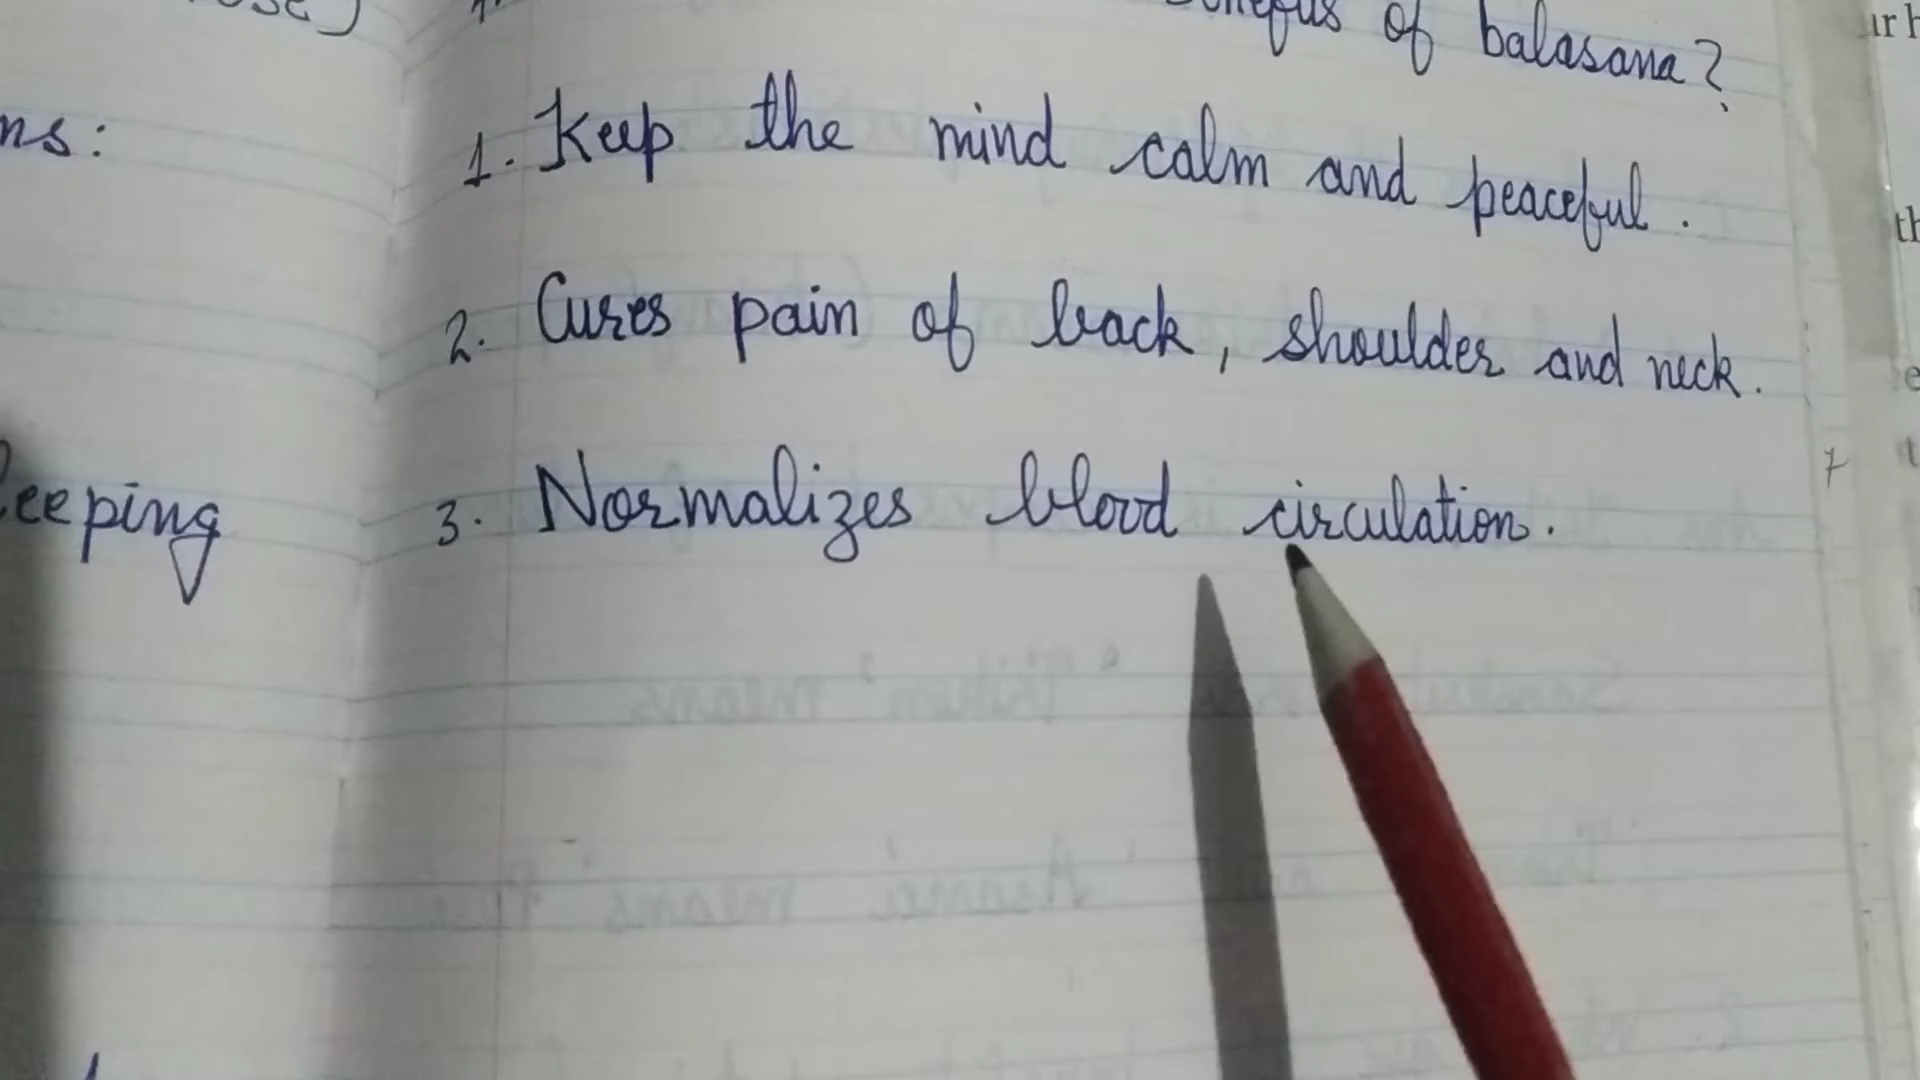 of balasana?
1. Keep the mind calm and peaceful.
2. Cures pain of back, shoulder and neck.
3. Normalizes blood circulation.
ns:
eeping